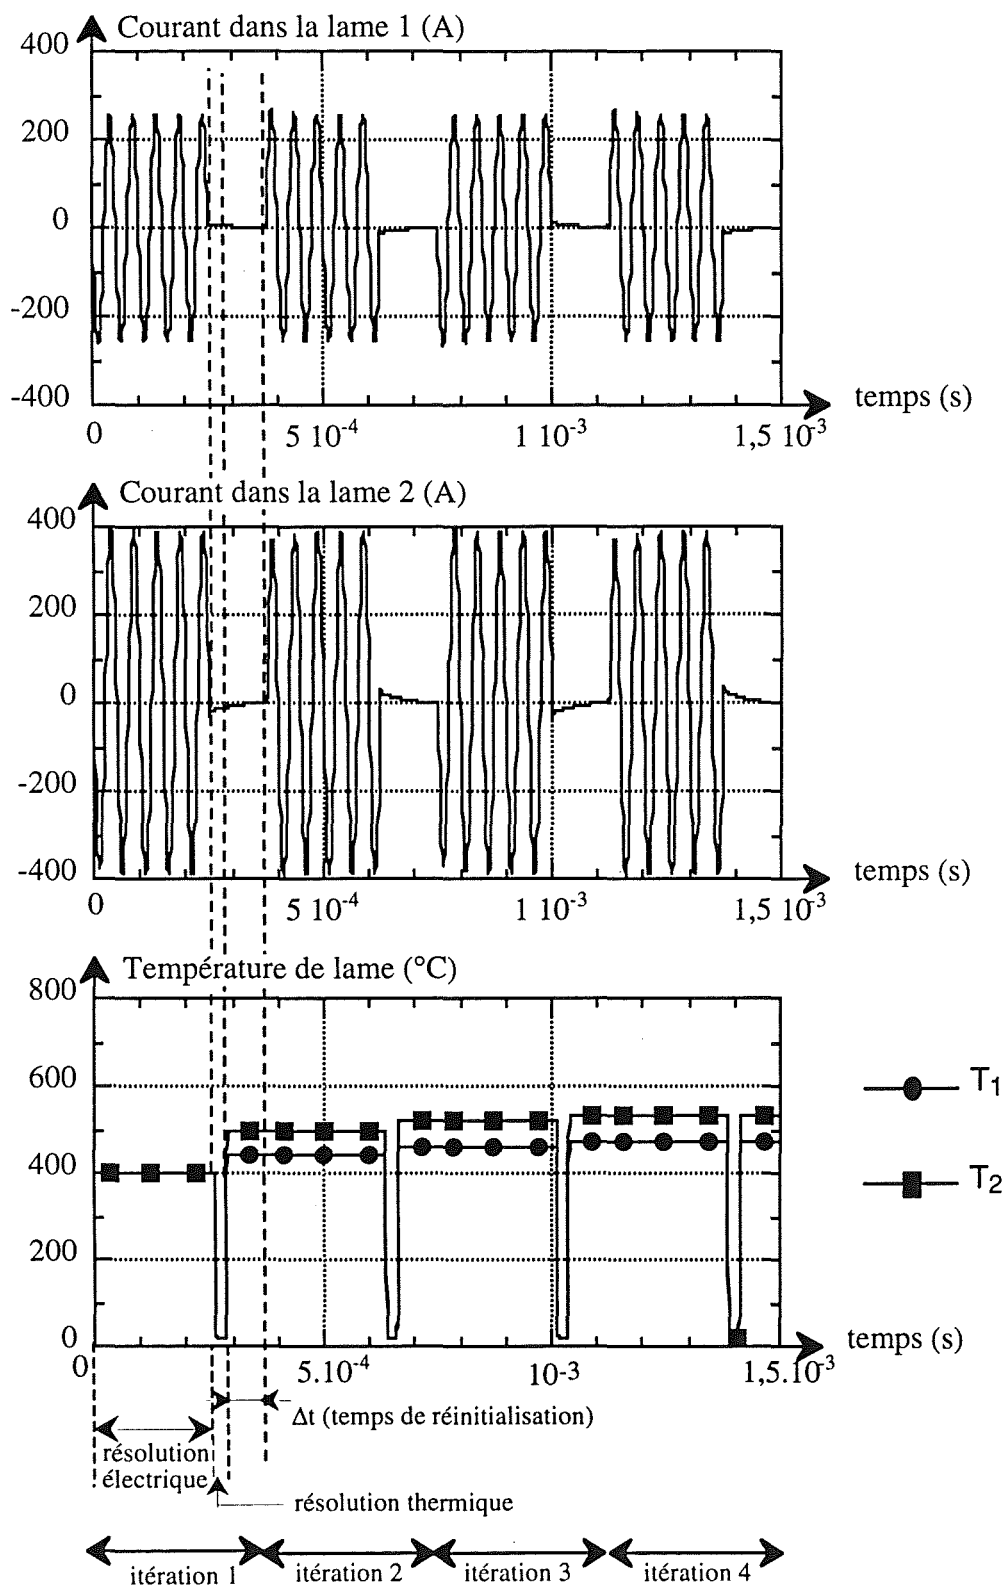 Courant dans la lame 1 (A)
400
200
0
-200
-400
temps (s)
0
5 10-4
1 10-3
1,5 10-3
Courant dans la lame 2 (A)
400
200
0
-200
-400
temps (s)
0
5 10-4
1 10-3
1,5 10-3
Température de lame (°C)
800
600
400
200
0
T1
T2
temps (s)
0
5.10-4
10-3
1,5.10-3
Δt (temps de réinitialisation)
résolution
électrique
résolution thermique
itération 1
itération 2
itération 3
itération 4